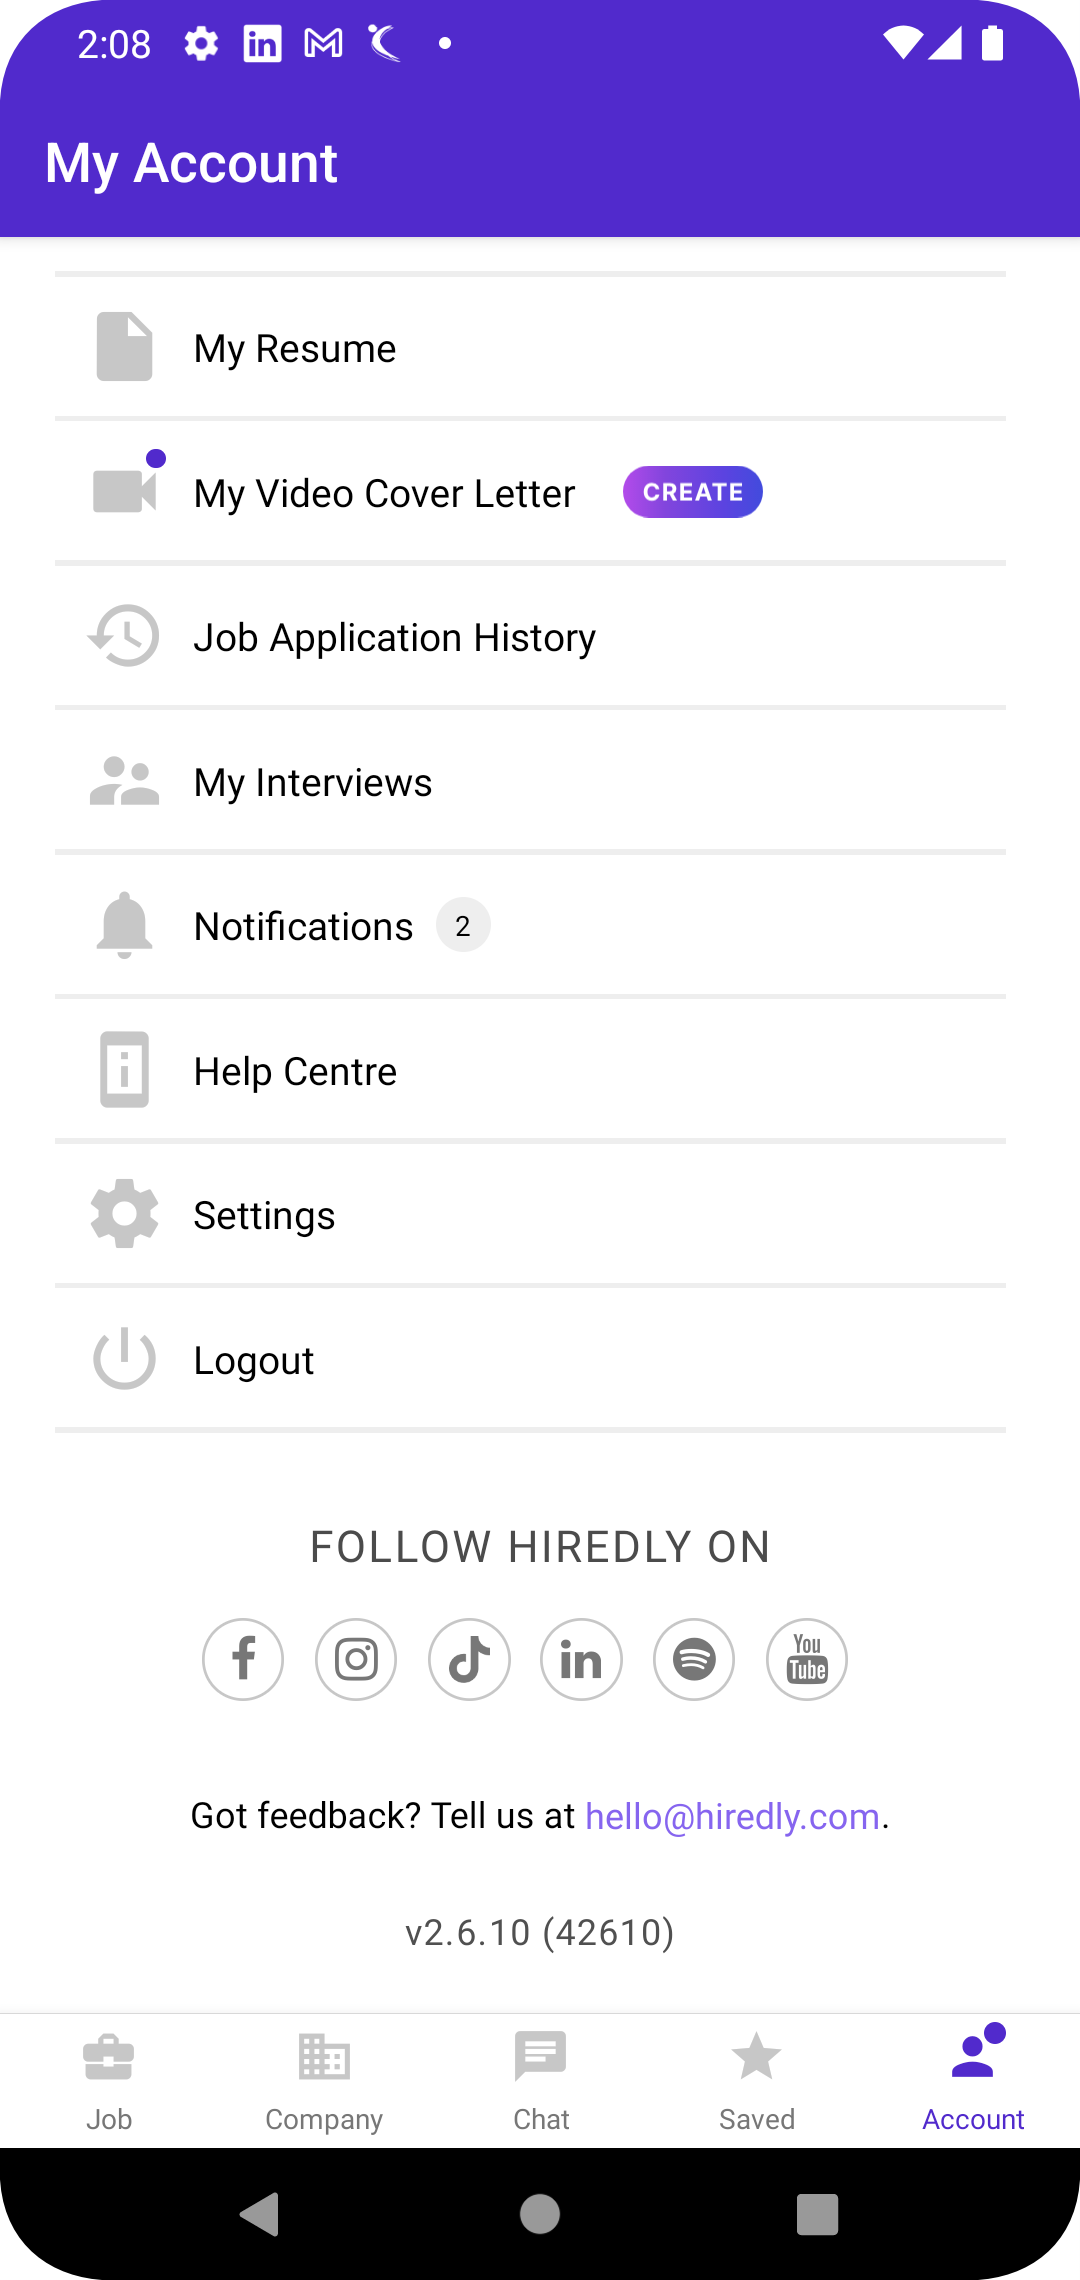 2:08
My Account
My Resume
My Video Cover Letter CREATE
Job Application History
My Interviews
Notifications 2
Help Centre
Settings
Logout
FOLLOW HIREDLY ON
You Tube
Got feedback? Tell us at hello@hiredly.com.
v2.6.10 (42610)
Job Company Chat Saved Account